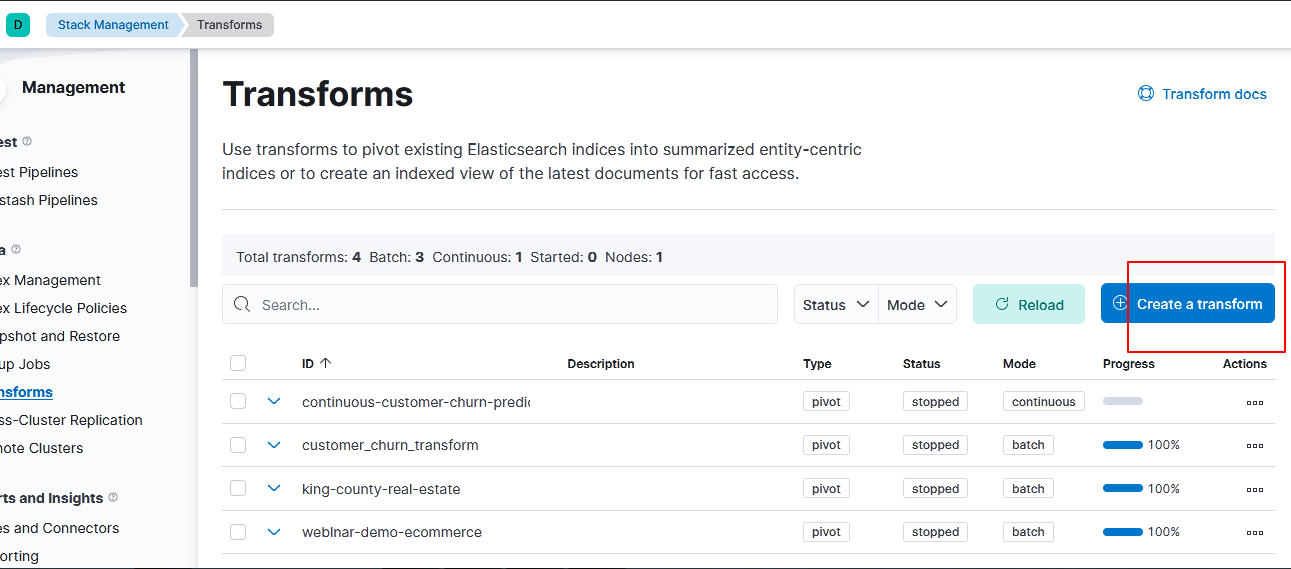 D Stack Management Transforms
Management
est
est Pipelines
stash Pipelines
a
ex Management
ex Lifecycle Policies
pshot and Restore
up Jobs
nsforms
ss-Cluster Replication
note Clusters
rts and Insights
es and Connectors
orting
Transforms
Transform docs
Use transforms to pivot existing Elasticsearch indices into summarized entity-centric
indices or to create an indexed view of the latest documents for fast access.
Total transforms: 4 Batch: 3 Continuous: 1 Started: 0 Nodes: 1
Search... Status Mode Reload Create a transform
ID Description Type Status Mode Progress Actions
continuous-customer-churn-predic pivot stopped continuous
customer_churn_transform pivot stopped batch 100%
king-county-real-estate pivot stopped batch 100%
weblnar-demo-ecommerce pivot stopped batch 100%